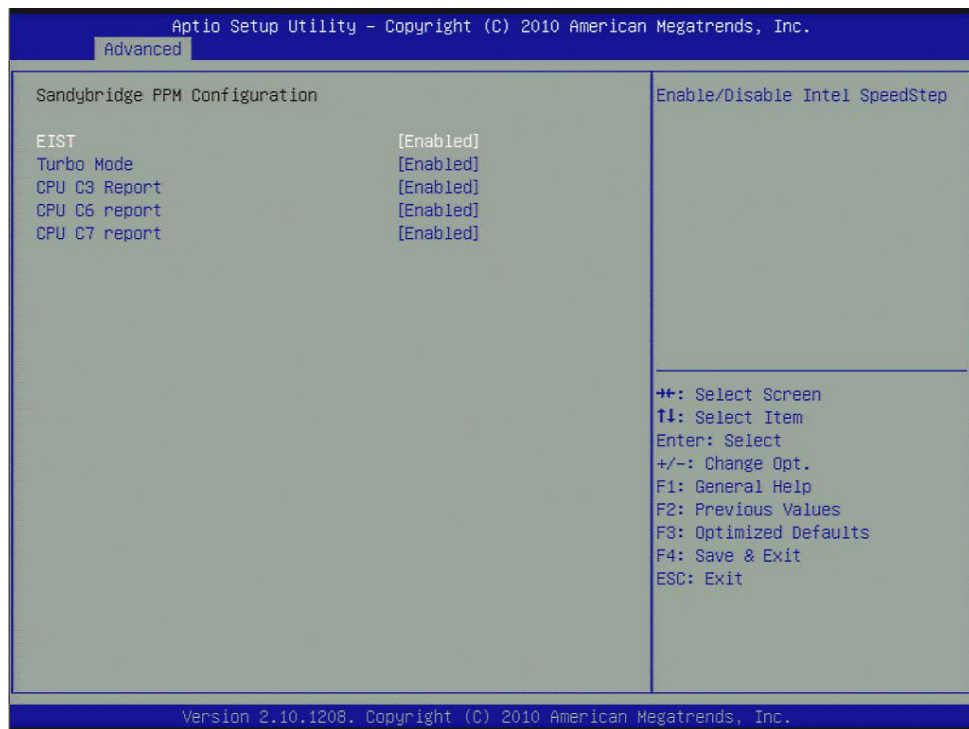 Aptio Setup Utility – Copyright (C) 2010 American Megatrends, Inc.
Advanced
Sandybridge PPM Configuration
EIST [Enabled]
Turbo Mode [Enabled]
CPU C3 Report [Enabled]
CPU C6 report [Enabled]
CPU C7 report [Enabled]
Enable/Disable Intel SpeedStep
→←: Select Screen
↑↓: Select Item
Enter: Select
+/-: Change Opt.
F1: General Help
F2: Previous Values
F3: Optimized Defaults
F4: Save & Exit
ESC: Exit
Version 2.10.1208. Copyright (C) 2010 American Megatrends, Inc.